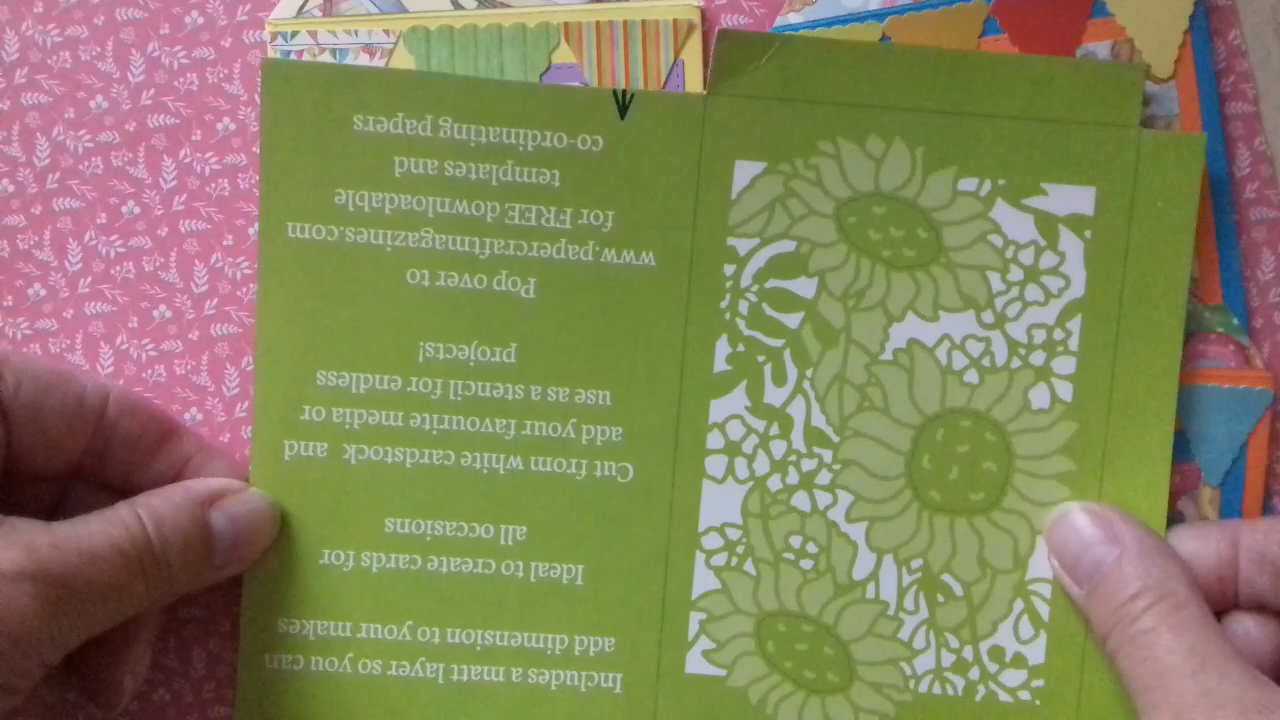 Includes a matt layer so you can
add dimension to your makes
Ideal to create cards for
all occasions
Cut from white cardstock and
add your favourite media or
use as a stencil for endless
projects!
Pop over to
www.papercraftmagazines.com
for FREE downloadable
templates and
co-ordinating papers